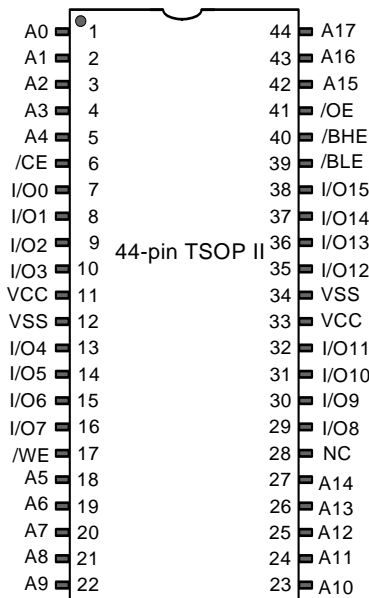 A0 1 44 A17
A1 2 43 A16
A2 3 42 A15
A3 4 41 /OE
A4 5 40 /BHE
/CE 6 39 /BLE
I/O0 7 38 I/O15
I/O1 8 37 I/O14
I/O2 9 36 I/O13
44-pin TSOP II
I/O3 10 35 I/O12
VCC 11 34 VSS
VSS 12 33 VCC
I/O4 13 32 I/O11
I/O5 14 31 I/O10
I/O6 15 30 I/O9
I/O7 16 29 I/O8
/WE 17 28 NC
A5 18 27 A14
A6 19 26 A13
A7 20 25 A12
A8 21 24 A11
A9 22 23 A10